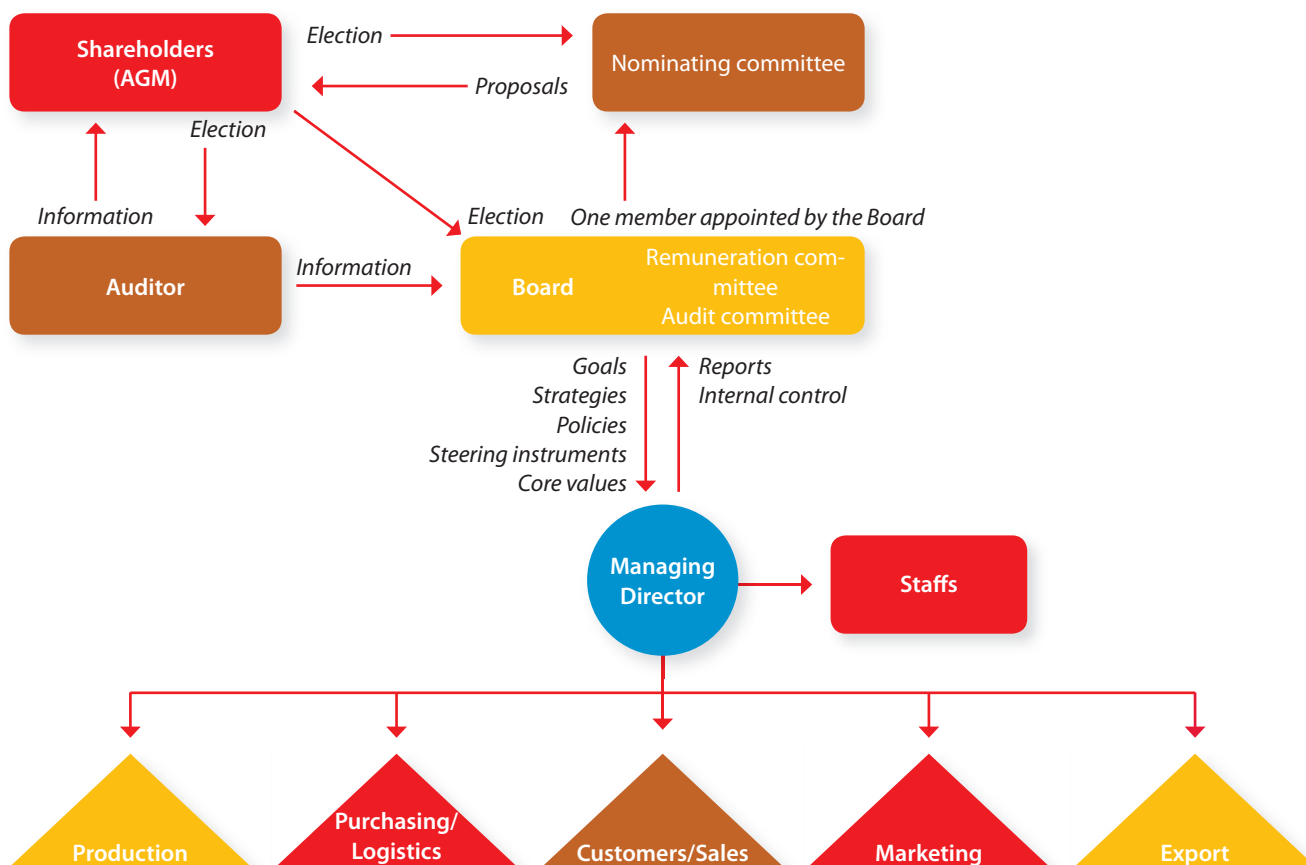 Shareholders
(AGM)
Election
Nominating committee
Proposals
Election
Information
Election
One member appointed by the Board
Auditor
Information
Board
Remuneration com-
mittee
Audit committee
Goals
Strategies
Policies
Steering instruments
Core values
Reports
Internal control
Managing
Director
Staffs
Production
Purchasing/
Logistics
Customers/Sales
Marketing
Export